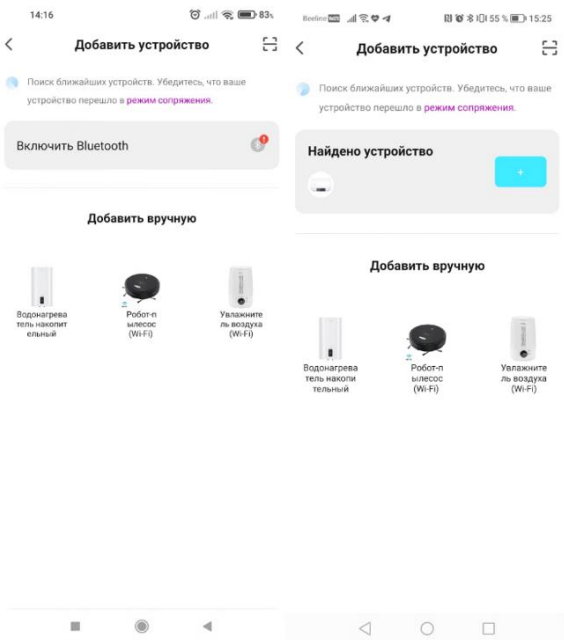 14:16
83%
Добавить устройство
Поиск ближайших устройств. Убедитесь, что ваше
устройство перешло в режим сопряжения.
Включить Bluetooth
Добавить вручную
Водонагрева
тель накопит
ельный
Робот-п
ылесос
(Wi-Fi)
Увлажните
ль воздуха
(Wi-Fi)
Beeline
55 %
15:25
Добавить устройство
Поиск ближайших устройств. Убедитесь, что ваше
устройство перешло в режим сопряжения.
Найдено устройство
+
Добавить вручную
Водонагрева
тель накопи
тельный
Робот-п
ылесос
(Wi-Fi)
Увлажните
ль воздуха
(Wi-Fi)